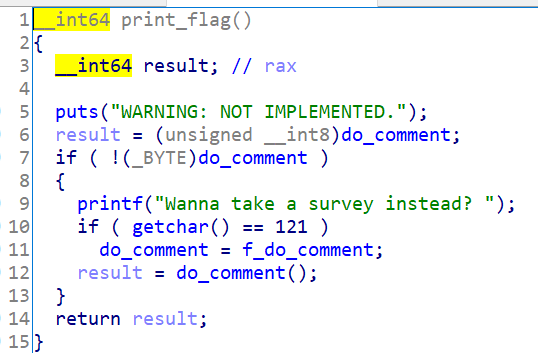 1 __int64 print_flag()
2 {
3 __int64 result; // rax
4
5 puts("WARNING: NOT IMPLEMENTED.");
6 result = (unsigned __int8)do_comment;
7 if ( !(_BYTE)do_comment )
8 {
9 printf("Wanna take a survey instead? ");
10 if ( getchar() == 121 )
11 do_comment = f_do_comment;
12 result = do_comment();
13 }
14 return result;
15 }